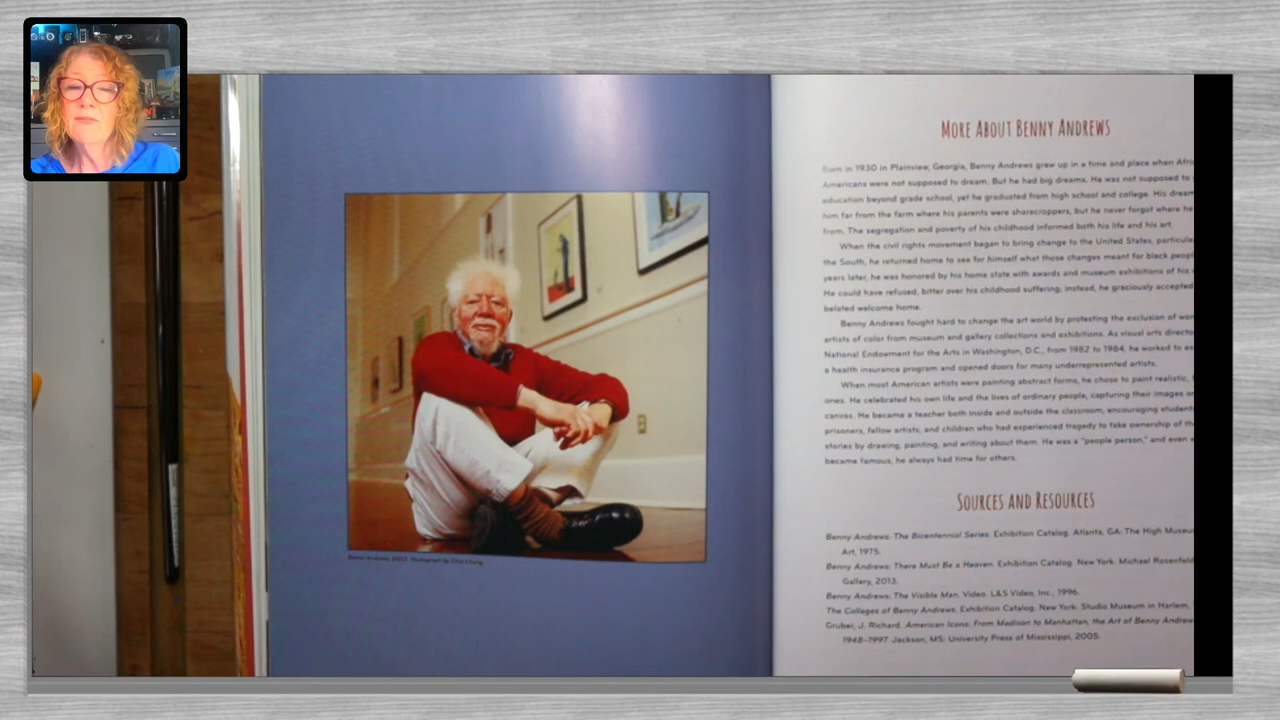 Benny Andrews, 2002. Photograph by
MORE ABOUT BENNY ANDREWS
Born in 1930 in Plainview, Georgia, Benny Andrews grew up in a time and place when Afri
Americans were not supposed to dream. But he had big dreams. He was not supposed to
education beyond grade school, yet he graduated from high school and college. His dream
him far from the farm where his parents were sharecroppers, but he never forgot where he
from. The segregation and poverty of his childhood informed both his life and his art.
When the civil rights movement began to bring change to the United States, particula
the South, he returned home to see for himself what those changes meant for black peopl
years later, he was honored by his home state with awards and museum exhibitions of his
He could have refused, bitter over his childhood suffering; instead, he graciously accepted
belated welcome home.
Benny Andrews fought hard to change the art world by protecting the exclusion of wom
artists of color from museum and gallery collections and exhibitions. As visual arts directo
National Endowment for the Arts in Washington, D.C., from 1982 to 1984, he worked to es
a health insurance program and opened doors for many underrepresented artists.
When most American artists were painting abstract forms, he chose to paint realistic,
ones. He celebrated his own life and the lives of ordinary people, capturing their images on
canvas. He became a teacher both inside and outside the classroom, encouraging student
prisoners, fellow artists, and children who had experienced tragedy to take ownership of th
stories by drawing, painting, and writing about them. He was a "people person," and even w
became famous, he always had time for others.
SOURCES AND RESOURCES
Benny Andrews: The Bicentennial Series. Exhibition Catalog. Atlanta, GA: The High Museu
Art, 1975.
Benny Andrews: There Must Be a Heaven. Exhibition Catalog. New York: Michael Rosenfeld
Gallery, 2013.
Benny Andrews: The Visible Man. Video. L&S Video, Inc., 1996.
The Collages of Benny Andrews. Exhibition Catalog. New York: Studio Museum in Harlem,
Gruber, J. Richard. American Icons: From Madison to Manhattan, the Art of Benny Andrew
1948–1997. Jackson, MS: University Press of Mississippi, 2005.